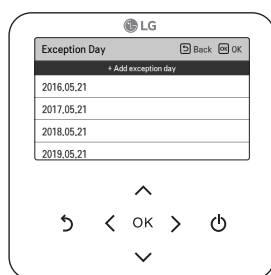 LG
Exception Day Back OK OK
+ Add exception day
2016.05.21
2017.05.21
2018.05.21
2019.05.21
OK